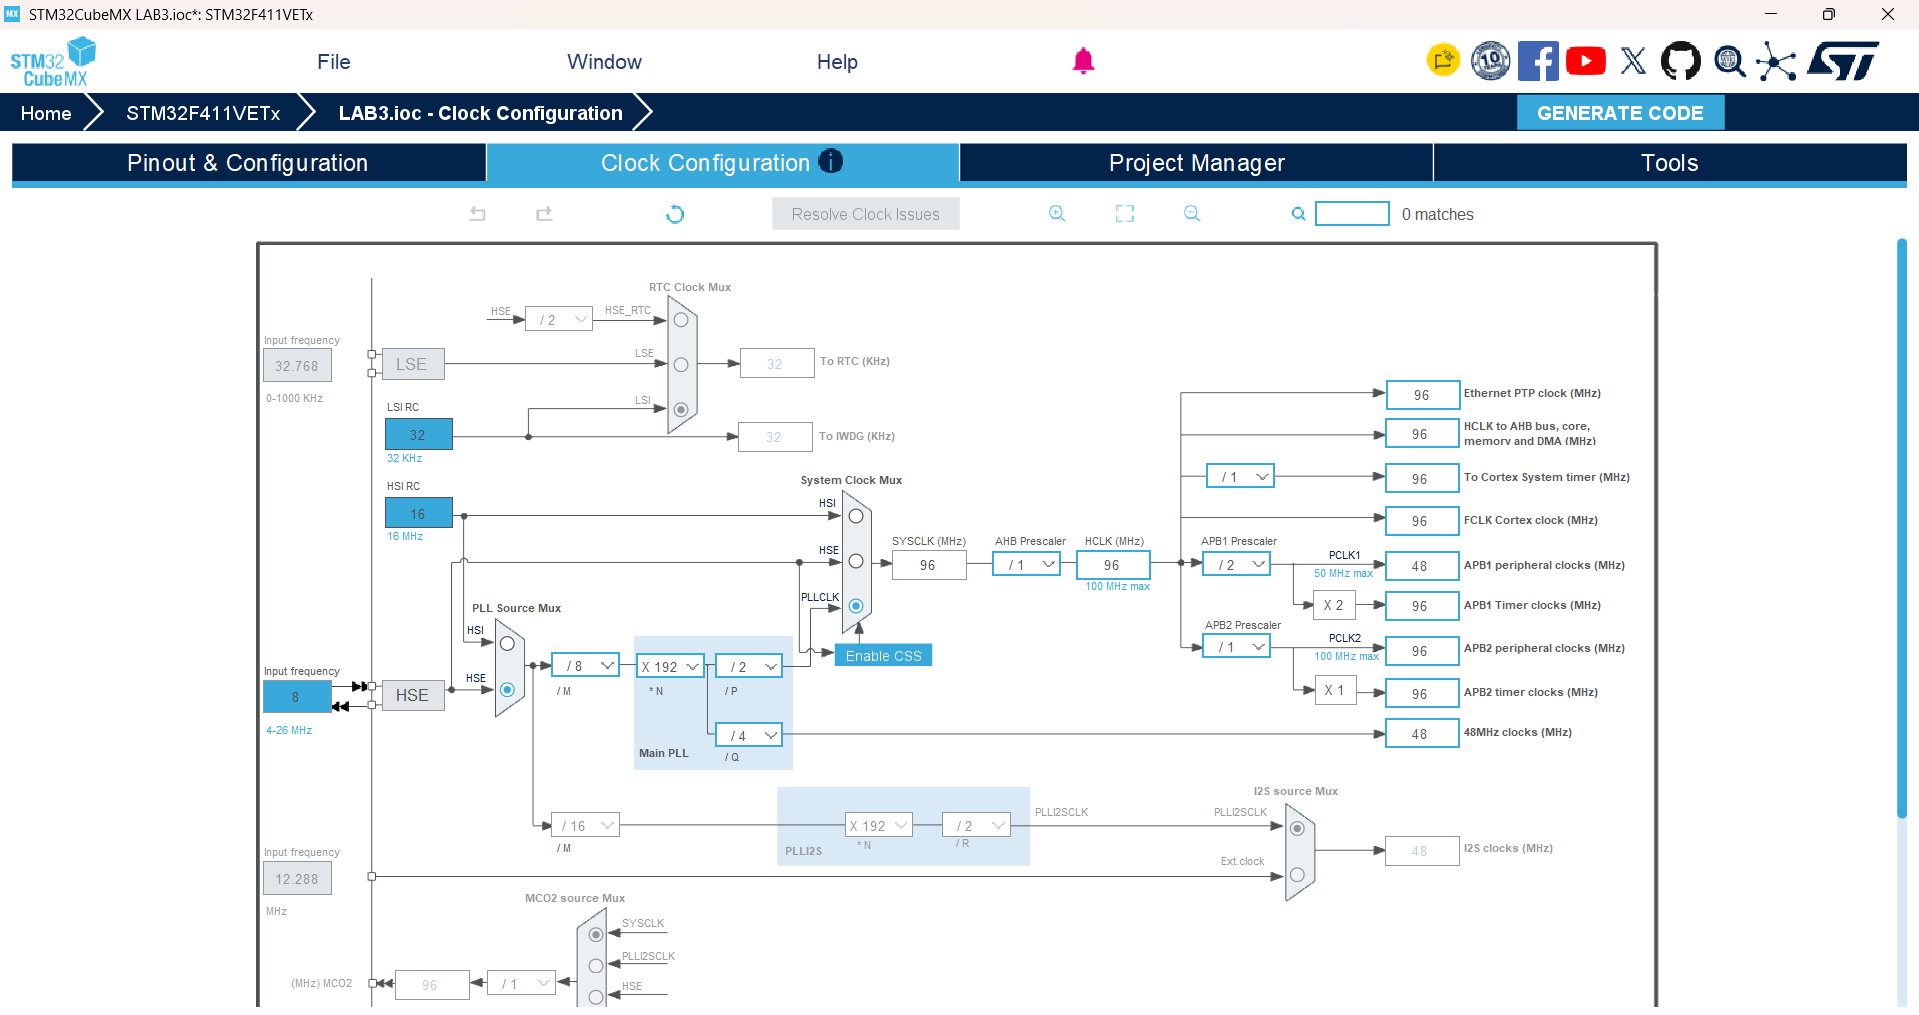 MX STM32CubeMX LAB3.ioc*: STM32F411VETx
STM32
CubeMX
File
Window
Help
10
Home
STM32F411VETx
LAB3.ioc - Clock Configuration
GENERATE CODE
Pinout & Configuration
Clock Configuration
Project Manager
Tools
Resolve Clock Issues
0 matches
RTC Clock Mux
HSE
/ 2
HSE_RTC
Input frequency
32.768
0-1000 KHz
LSE
LSE
32
To RTC (KHz)
LSI RC
LSI
32
32 KHz
32
To IWDG (KHz)
HSI RC
16
16 MHz
System Clock Mux
HSI
HSE
PLLCLK
Enable CSS
SYSCLK (MHz)
96
AHB Prescaler
/ 1
HCLK (MHz)
96
100 MHz max
96
Ethernet PTP clock (MHz)
96
HCLK to AHB bus, core,
memory and DMA (MHz)
/ 1
96
To Cortex System timer (MHz)
96
FCLK Cortex clock (MHz)
APB1 Prescaler
/ 2
PCLK1
50 MHz max
48
APB1 peripheral clocks (MHz)
X 2
96
APB1 Timer clocks (MHz)
APB2 Prescaler
/ 1
PCLK2
100 MHz max
96
APB2 peripheral clocks (MHz)
X 1
96
APB2 timer clocks (MHz)
48
48MHz clocks (MHz)
PLL Source Mux
HSI
HSE
Input frequency
8
4-26 MHz
HSE
/ 8
/ M
X 192
* N
/ 2
/ P
/ 4
/ Q
Main PLL
/ 16
/ M
X 192
* N
/ 2
/ R
PLLI2S
PLLI2SCLK
I2S source Mux
PLLI2SCLK
Ext.clock
48
I2S clocks (MHz)
Input frequency
12.288
MHz
MCO2 source Mux
SYSCLK
PLLI2SCLK
HSE
(MHz) MCO2
96
/ 1